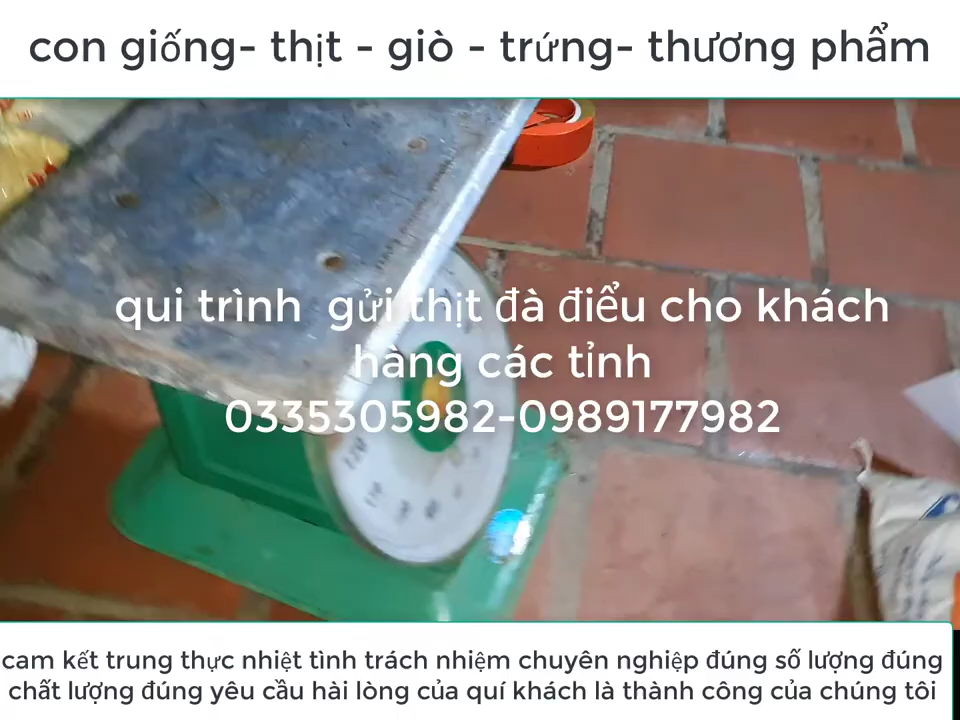 con giống- thịt - giò - trứng- thương phẩm
qui trình gửi thịt đà điểu cho khách
hàng các tỉnh
0335305982-0989177982
cam kết trung thực nhiệt tình trách nhiệm chuyên nghiệp đúng số lượng đúng
chất lượng đúng yêu cầu hài lòng của quí khách là thành công của chúng tôi